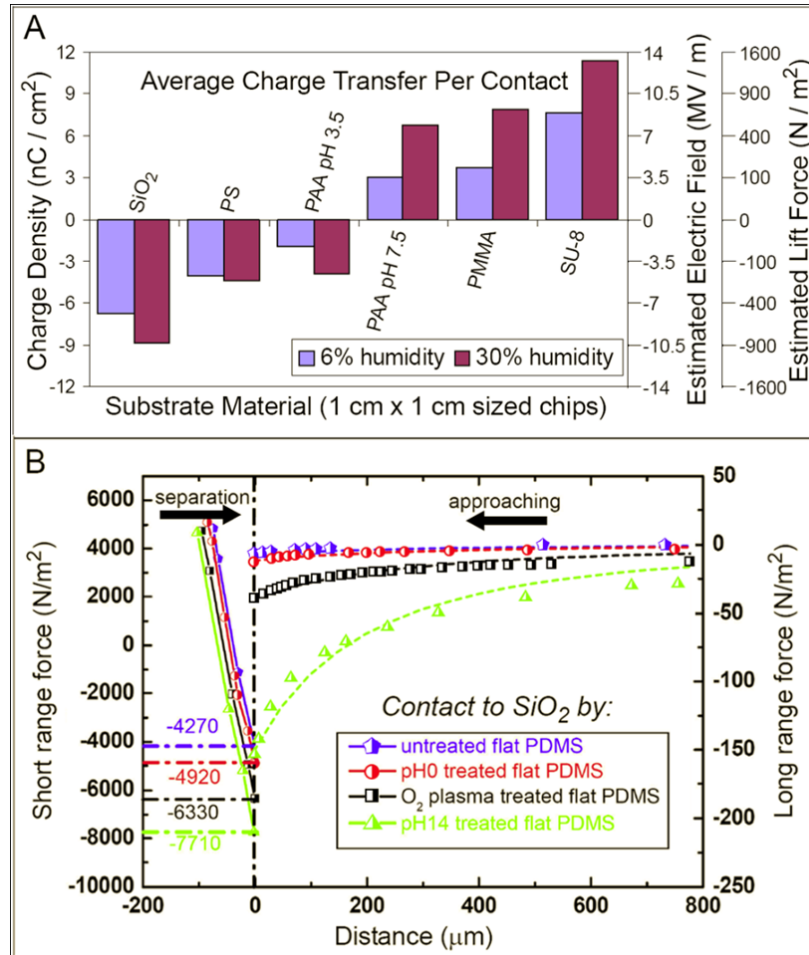 A
Average Charge Transfer Per Contact
Charge Density (nC / cm²)
12
9
6
3
0
-3
-6
-9
-12
SiO₂
PS
PAA pH 3.5
PAA pH 7.5
PMMA
SU-8
6% humidity
30% humidity
Substrate Material (1 cm x 1 cm sized chips)
14
10.5
7
3.5
0
-3.5
-7
-10.5
-14
Estimated Electric Field (MV / m)
1600
900
400
100
0
-100
-400
-900
-1600
Estimated Lift Force (N / m²)
B
Short range force (N/m²)
6000
4000
2000
0
-2000
-4000
-6000
-8000
-10000
separation
approaching
-4270
-4920
-6330
-7710
Contact to SiO₂ by:
untreated flat PDMS
pH0 treated flat PDMS
O₂ plasma treated flat PDMS
pH14 treated flat PDMS
50
0
-50
-100
-150
-200
-250
Long range force (N/m²)
-200
0
200
400
600
800
Distance (μm)